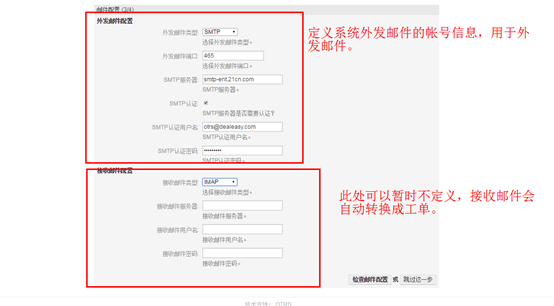 邮件配置 (3/4)
外发邮件配置
外发邮件类型: SMTP
选择外发邮件类型。
外发邮件端口: 465
选择外发邮件端口。
SMTP服务器: smtp-ent.21cn.com
SMTP服务器。
SMTP认证:
SMTP服务器是否需要认证?
SMTP认证用户名: otrs@dealeasy.com
SMTP认证用户名。
SMTP认证密码: •••••••••
SMTP认证密码。
定义系统外发邮件的帐号信息，用于外
发邮件。
接收邮件配置
接收邮件类型: IMAP
选择接收邮件类型。
接收邮件服务器:
接收邮件服务器。
接收邮件用户名:
接收邮件用户名。
接收邮件密码:
接收邮件密码。
此处可以暂时不定义，接收邮件会
自动转换成工单。
检查邮件配置 或 跳过这一步
技术支持: OTRS